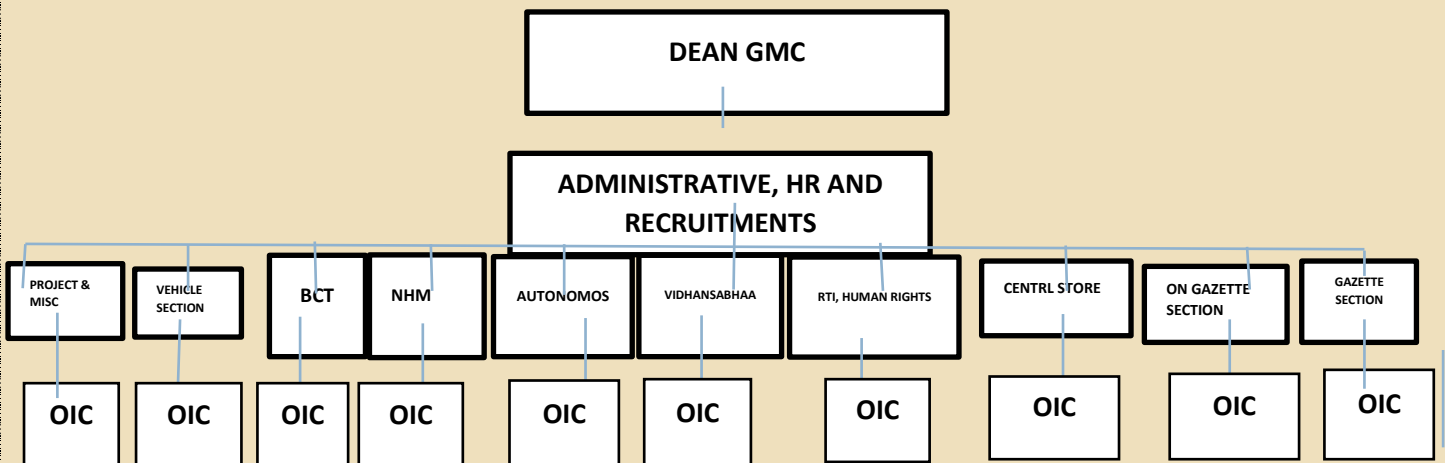 DEAN GMC
ADMINISTRATIVE, HR AND
RECRUITMENTS
PROJECT &
MISC
VEHICLE
SECTION
BCT
NHM
AUTONOMOS
VIDHANSABHAA
RTI, HUMAN RIGHTS
CENTRL STORE
ON GAZETTE
SECTION
GAZETTE
SECTION
OIC
OIC
OIC
OIC
OIC
OIC
OIC
OIC
OIC
OIC